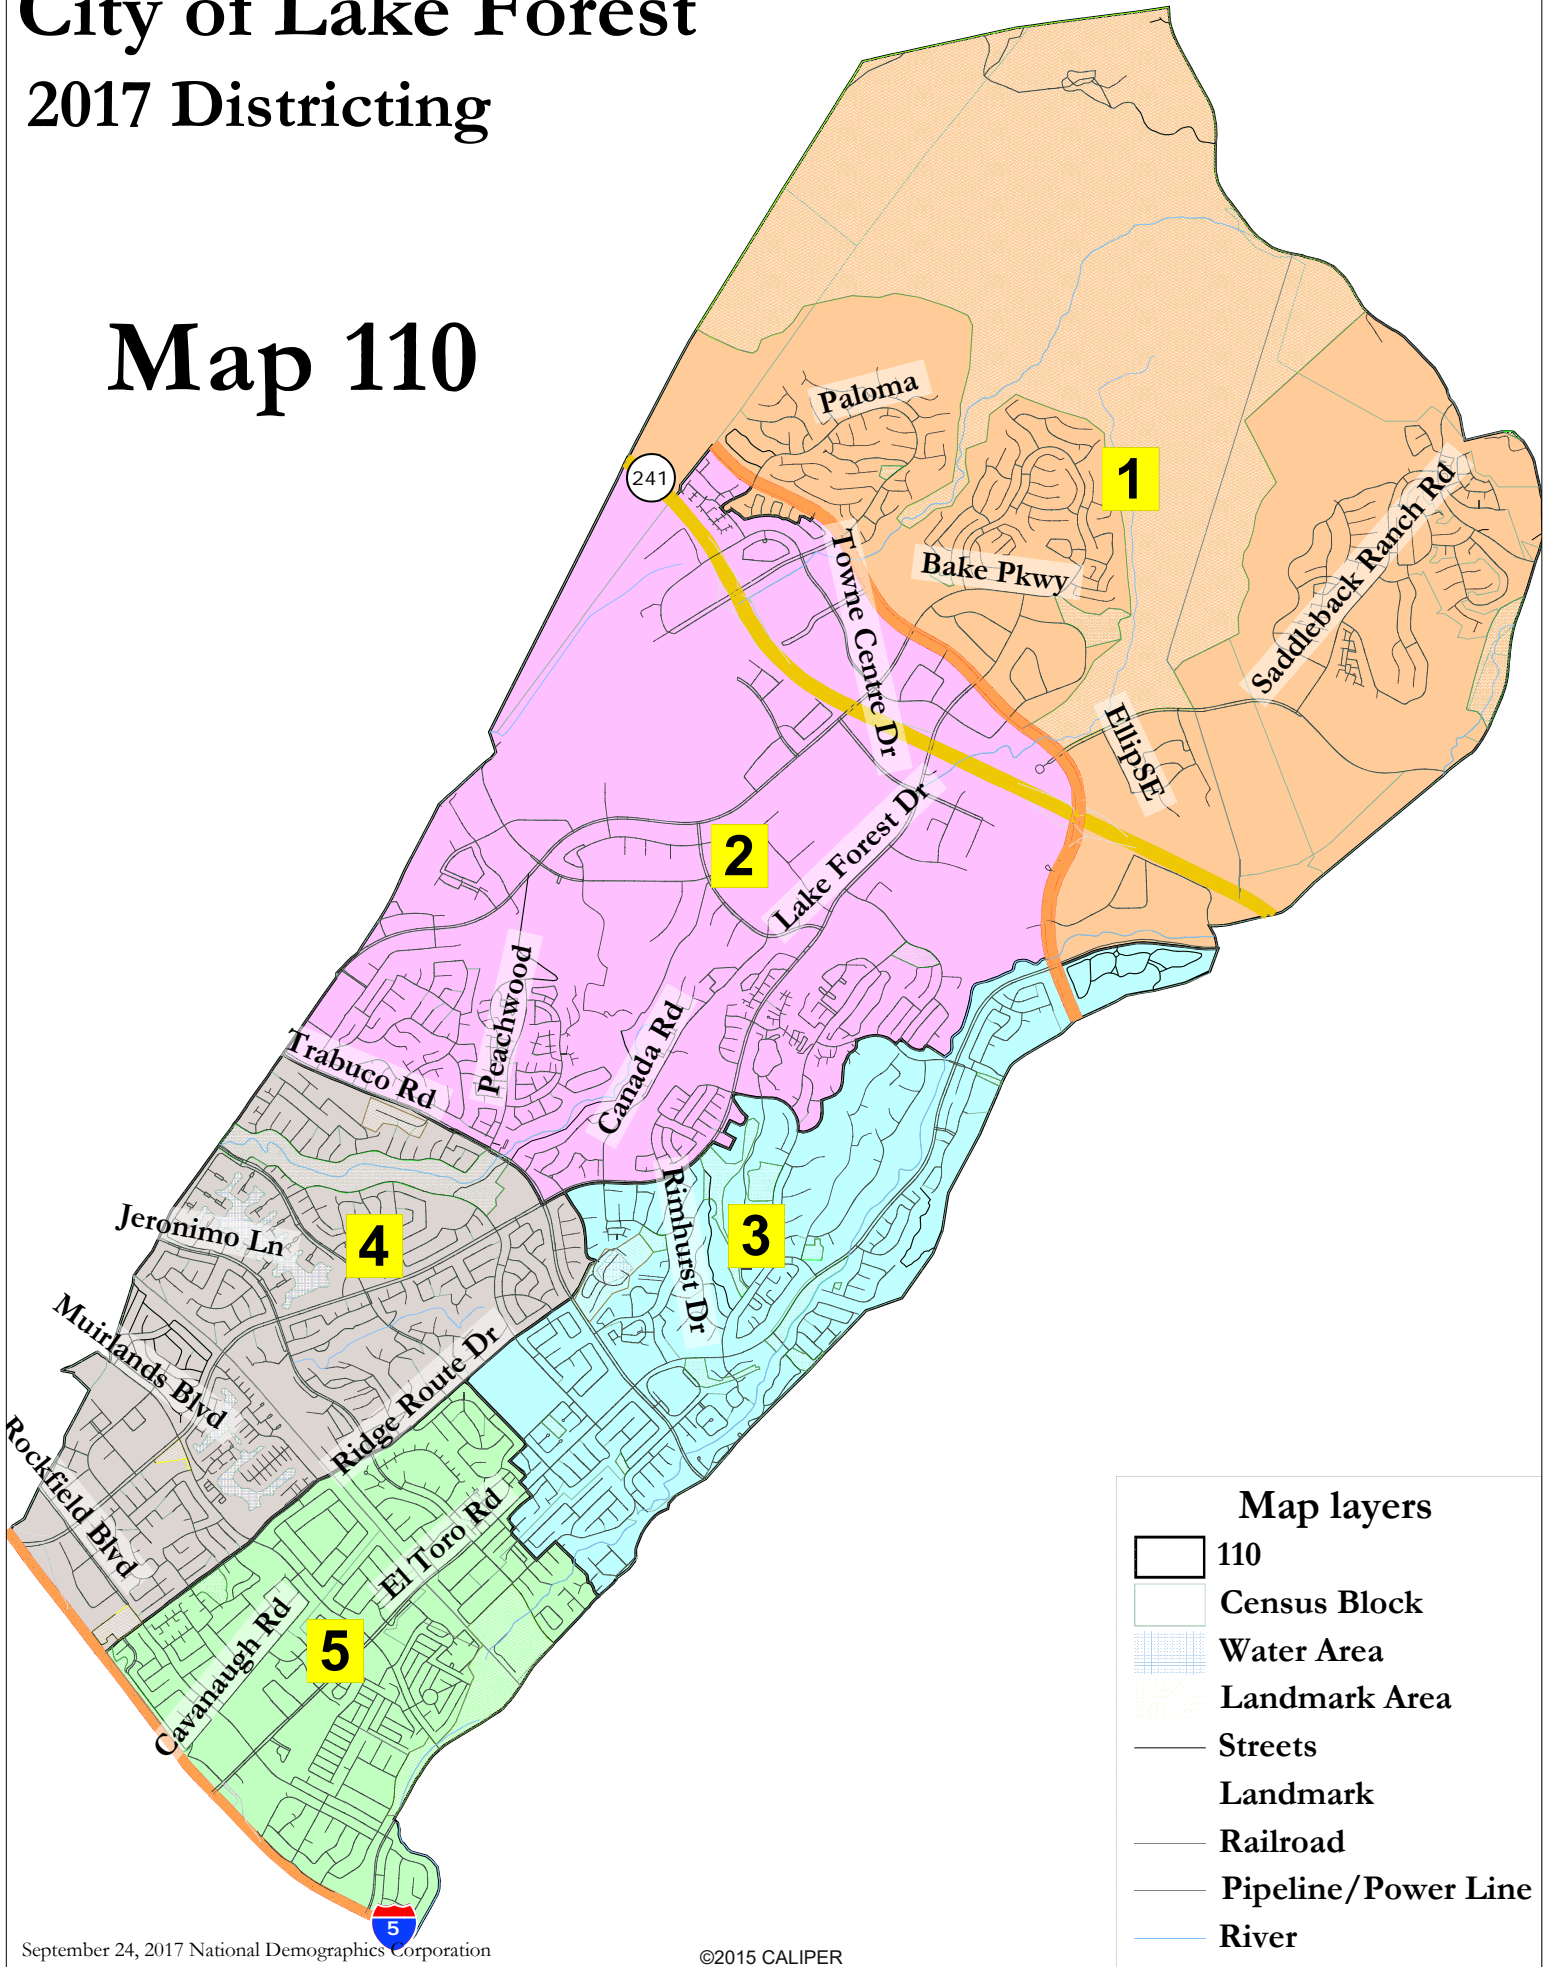 City of Lake Forest
2017 Districting
Map 110
Paloma
241
1
Towne Centre Dr
Bake Pkwy
Saddleback Ranch Rd
EllipSE
2
Lake Forest Dr
Peachwood
Canada Rd
Trabuco Rd
Rimhurst Dr
3
Jeronimo Ln
4
Muirlands Blvd
Ridge Route Dr
Rockfield Blvd
El Toro Rd
Cavanaugh Rd
5
5
Map layers
110
Census Block
Water Area
Landmark Area
Streets
Landmark
Railroad
Pipeline/Power Line
River
September 24, 2017 National Demographics Corporation
©2015 CALIPER